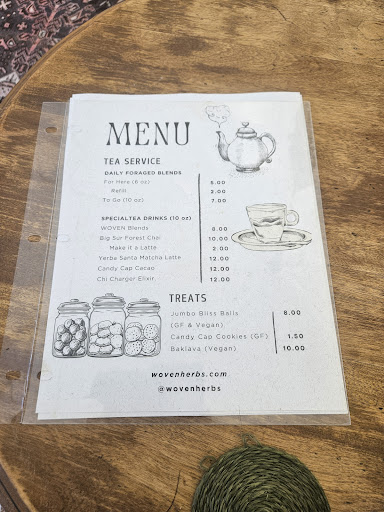 MENU
TEA SERVICE
DAILY FORAGED BLENDS
For Here (6 oz) 5.00
Refill 2.00
To Go (10 oz) 7.00
SPECIALTEA DRINKS (10 oz)
WOVEN Blends 8.00
Big Sur Forest Chai 10.00
Make it a Latte 2.00
Yerba Santa Matcha Latte 12.00
Candy Cap Cacao 12.00
Chi Charger Elixir 12.00
TREATS
Jumbo Bliss Balls 8.00
(GF & Vegan)
Candy Cap Cookies (GF) 1.50
Baklava (Vegan) 10.00
wovenherbs.com
@wovenherbs